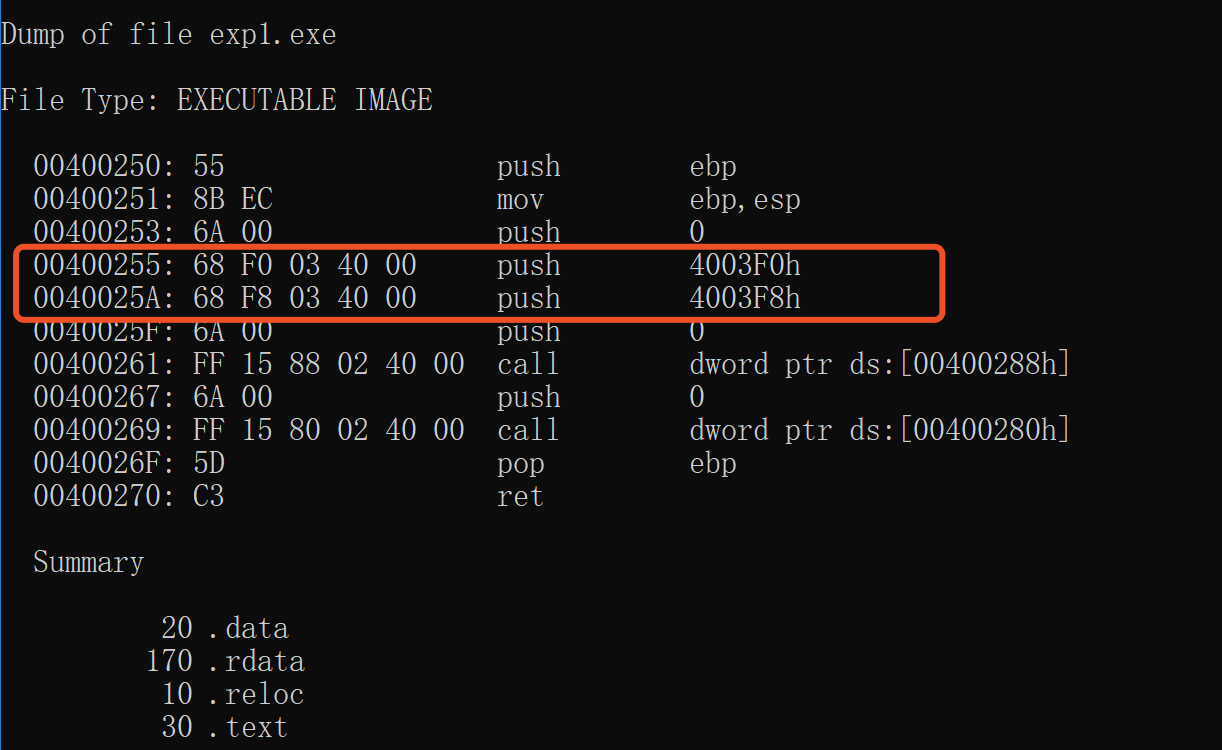 Dump of file exp1.exe
File Type: EXECUTABLE IMAGE
00400250: 55 push ebp
00400251: 8B EC mov ebp,esp
00400253: 6A 00 push 0
00400255: 68 F0 03 40 00 push 4003F0h
0040025A: 68 F8 03 40 00 push 4003F8h
0040025F: 6A 00 push 0
00400261: FF 15 88 02 40 00 call dword ptr ds:[00400288h]
00400267: 6A 00 push 0
00400269: FF 15 80 02 40 00 call dword ptr ds:[00400280h]
0040026F: 5D pop ebp
00400270: C3 ret
Summary
20 .data
170 .rdata
10 .reloc
30 .text